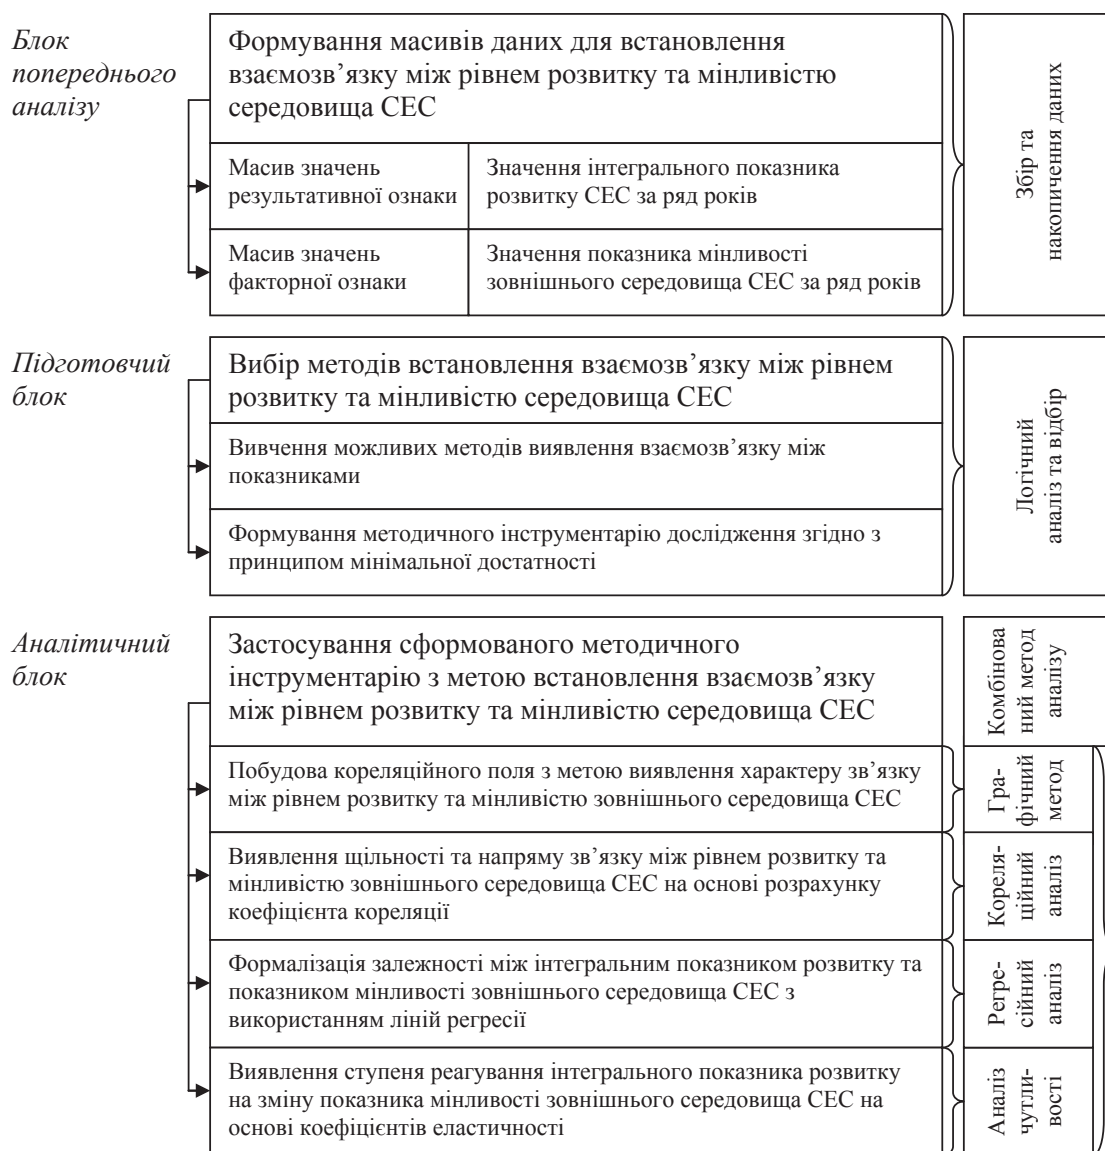 Блок
попереднього
аналізу
Формування масивів даних для встановлення
взаємозв’язку між рівнем розвитку та мінливістю
середовища СЕС
Масив значень
результативної ознаки
Значення інтегрального показника
розвитку СЕС за ряд років
Масив значень
факторної ознаки
Значення показника мінливості
зовнішнього середовища СЕС за ряд років
Збір та
накопичення даних
Підготовчий
блок
Вибір методів встановлення взаємозв’язку між рівнем
розвитку та мінливістю середовища СЕС
Вивчення можливих методів виявлення взаємозв’язку між
показниками
Формування методичного інструментарію дослідження згідно з
принципом мінімальної достатності
Логічний
аналіз та відбір
Аналітичний
блок
Застосування сформованого методичного
інструментарію з метою встановлення взаємозв’язку
між рівнем розвитку та мінливістю середовища СЕС
Комбінова
ний метод
аналізу
Побудова кореляційного поля з метою виявлення характеру зв’язку
між рівнем розвитку та мінливістю зовнішнього середовища СЕС
Гра-
фічний
метод
Виявлення щільності та напряму зв’язку між рівнем розвитку та
мінливістю зовнішнього середовища СЕС на основі розрахунку
коефіцієнта кореляції
Кореля-
ційний
аналіз
Формалізація залежності між інтегральним показником розвитку та
показником мінливості зовнішнього середовища СЕС з
використанням ліній регресії
Регре-
сійний
аналіз
Виявлення ступеня реагування інтегрального показника розвитку
на зміну показника мінливості зовнішнього середовища СЕС на
основі коефіцієнтів еластичності
Аналіз
чутли-
вості